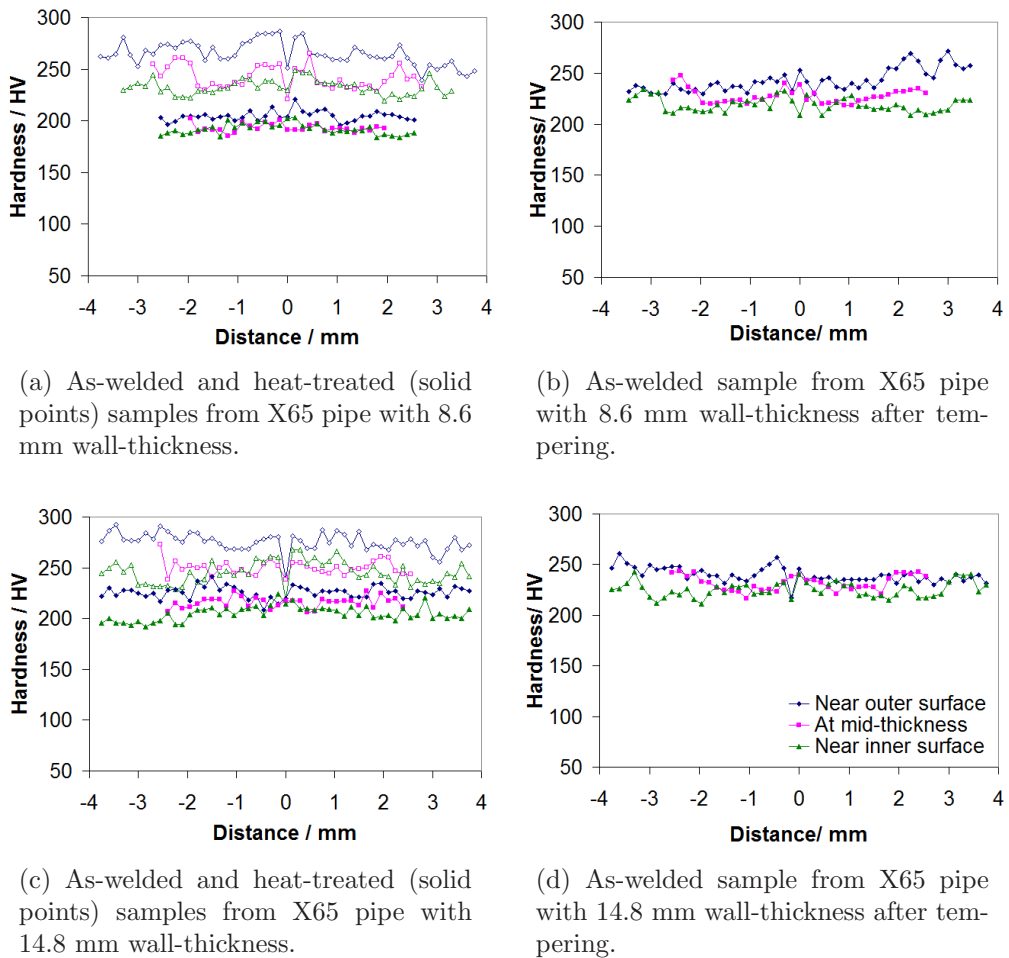 300
250
200
150
100
50
Hardness / HV
-4 -3 -2 -1 0 1 2 3 4
Distance / mm
(a) As-welded and heat-treated (solid
points) samples from X65 pipe with 8.6
mm wall-thickness.
300
250
200
150
100
50
Hardness/ HV
-4 -3 -2 -1 0 1 2 3 4
Distance/ mm
(b) As-welded sample from X65 pipe
with 8.6 mm wall-thickness after tem-
pering.
300
250
200
150
100
50
Hardness / HV
-4 -3 -2 -1 0 1 2 3 4
Distance / mm
(c) As-welded and heat-treated (solid
points) samples from X65 pipe with
14.8 mm wall-thickness.
300
250
200
150
100
50
Hardness/ HV
Near outer surface
At mid-thickness
Near inner surface
-4 -3 -2 -1 0 1 2 3 4
Distance/ mm
(d) As-welded sample from X65 pipe
with 14.8 mm wall-thickness after tem-
pering.